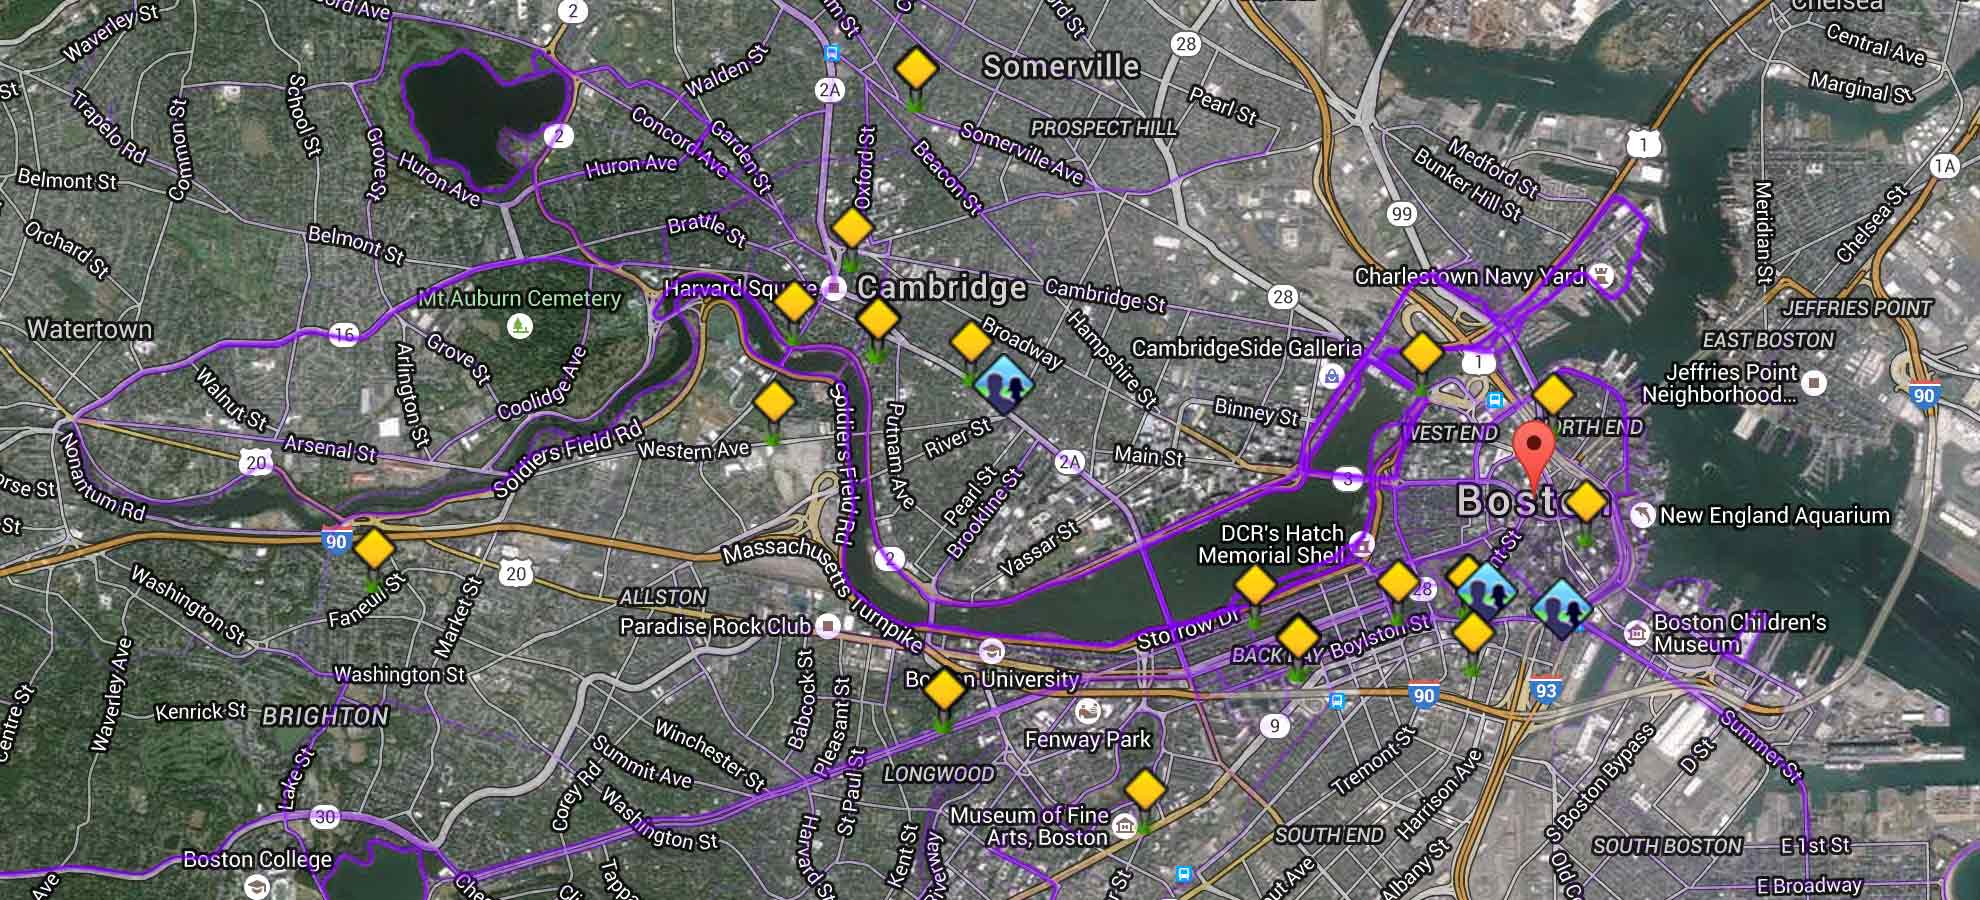 Waverley St
ord Ave
2
m St
rd St
28
Chelsea
Central Ave
Marginal St
Somerville
Walden St
2A
Pearl St
PROSPECT HILL
Trapelo Rd
Common St
School St
Grove St
Huron Ave
2
Concord Ave
Garden St
Huron Ave
Oxford St
Beacon St
Somerville Ave
Medford St
Bunker Hill St
1
1A
Belmont St
Orchard St
Belmont St
Brattle St
99
Meridian St
Chelsea St
Mt Auburn Cemetery
Harvard Square
Cambridge
Cambridge St
28
Charlestown Navy Yard
JEFFRIES POINT
EAST BOSTON
Watertown
16
Arlington St
Grove St
Coolidge Ave
Broadway
Hampshire St
CambridgeSide Galleria
1
Jeffries Point
Neighborhood...
90
Walnut St
Arsenal St
Soldiers Field Rd
Western Ave
Soldiers Field Rd
Putnam Ave
River St
Binney St
Main St
WEST END
ORTH END
Nonantum Rd
20
orse St
St
2A
3
Pearl St
Brookline St
Vassar St
Bost
New England Aquarium
DCR's Hatch
Memorial Shell
nt St
90
20
Massachusetts Turnpike
2
Washington St
Faneuil St
Market St
ALLSTON
Paradise Rock Club
28
Storrow Dr
BACK BAY
Boylston St
Boston Children's
Museum
Waverley Ave
Washington St
Boston University
90
93
Centre St
Kenrick St
BRIGHTON
Babcock St
Pleasant St
Fenway Park
9
Summer St
Lake St
Winchester St
Summit Ave
Corey Rd
Washington St
St Paul St
LONGWOOD
Tremont St
Harrison Ave
S Boston Bypass
D St
30
Museum of Fine
Arts, Boston
SOUTH END
SOUTH BOSTON
E 1st St
Boston College
Ave
Harvard St
Kent St
Riverway
Albany St
E Broadway